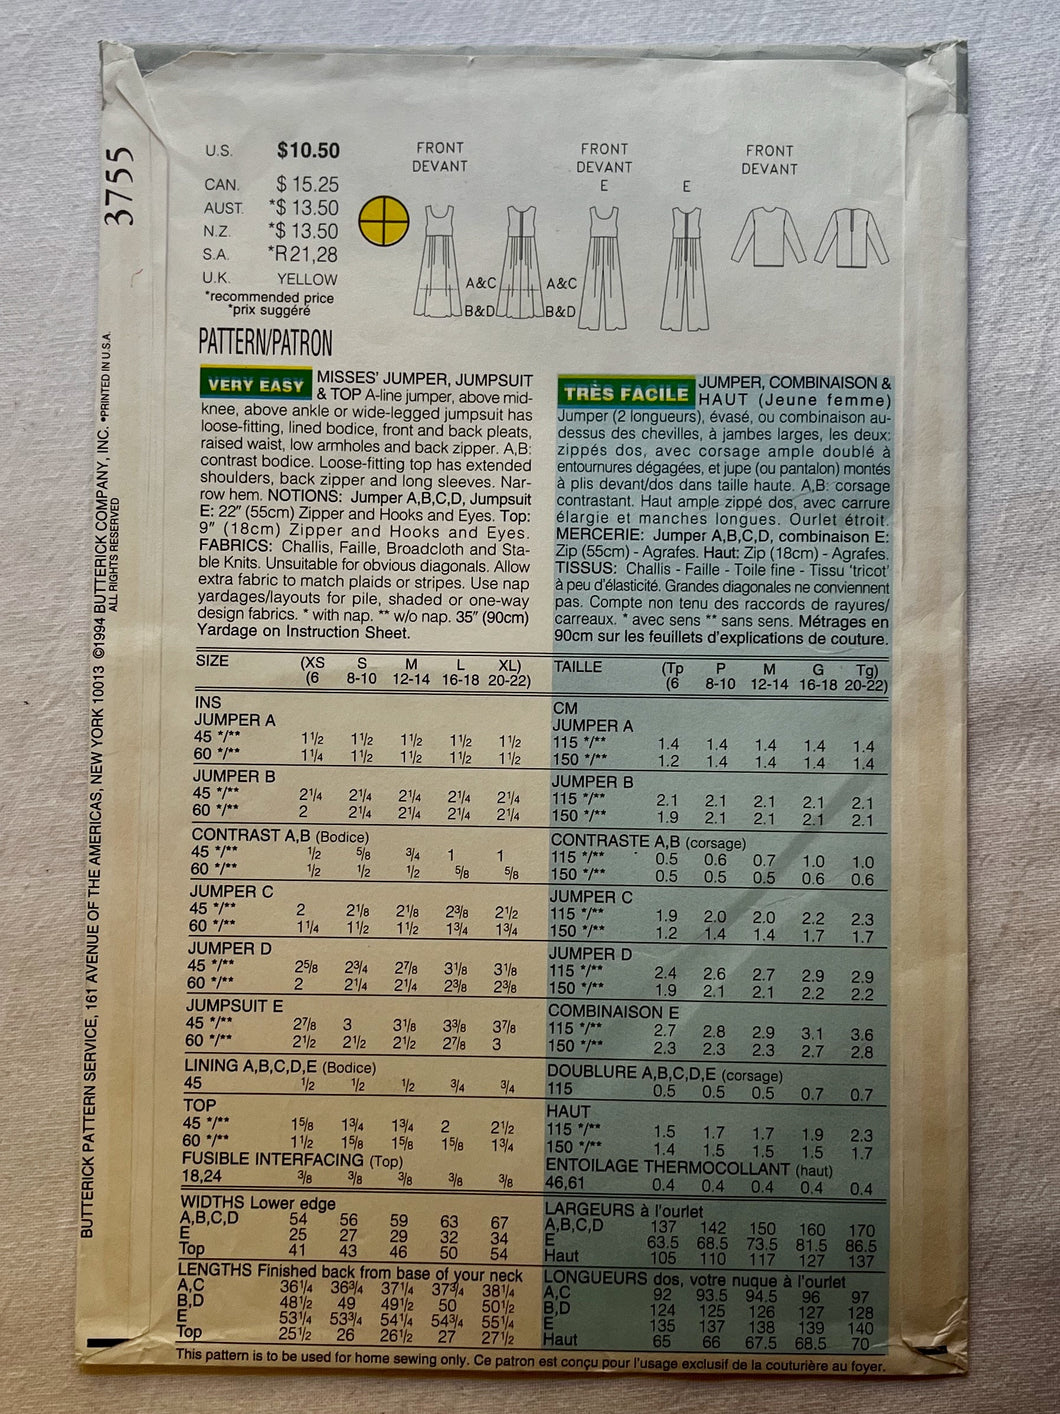 3755
BUTTERICK PATTERN SERVICE, 161 AVENUE OF THE AMERICAS, NEW YORK 10013 ©1994 BUTTERICK COMPANY, INC. *PRINTED IN U.S.A.
ALL RIGHTS RESERVED
U.S. $10.50
CAN. $ 15.25
AUST. *$ 13.50
N.Z. *$ 13.50
S.A. *R21,28
U.K. YELLOW
*recommended price
*prix suggéré
FRONT
DEVANT
A&C
B&D
A&C
B&D
FRONT
DEVANT
E
E
FRONT
DEVANT
PATTERN/PATRON
VERY EASY MISSES' JUMPER, JUMPSUIT
& TOP A-line jumper, above mid-
knee, above ankle or wide-legged jumpsuit has
loose-fitting, lined bodice, front and back pleats,
raised waist, low armholes and back zipper. A,B:
contrast bodice. Loose-fitting top has extended
shoulders, back zipper and long sleeves. Nar-
row hem. NOTIONS: Jumper A,B,C,D, Jumpsuit
E: 22" (55cm) Zipper and Hooks and Eyes. Top:
9" (18cm) Zipper and Hooks and Eyes.
FABRICS: Challis, Faille, Broadcloth and Sta-
ble Knits. Unsuitable for obvious diagonals. Allow
extra fabric to match plaids or stripes. Use nap
yardages/layouts for pile, shaded or one-way
design fabrics. * with nap. ** w/o nap. 35" (90cm)
Yardage on Instruction Sheet.
TRÈS FACILE JUMPER, COMBINAISON &
HAUT (Jeune femme)
Jumper (2 longueurs), évasé, ou combinaison au-
dessus des chevilles, à jambes larges, les deux:
zippés dos, avec corsage ample doublé à
entournures dégagées, et jupe (ou pantalon) montés
à plis devant/dos dans taille haute. A,B: corsage
contrastant. Haut ample zippé dos, avec carrure
élargie et manches longues. Ourlet étroit.
MERCERIE: Jumper A,B,C,D, combinaison E:
Zip (55cm) - Agrafes. Haut: Zip (18cm) - Agrafes.
TISSUS: Challis - Faille - Toile fine - Tissu 'tricot'
à peu d'élasticité. Grandes diagonales ne conviennent
pas. Compte non tenu des raccords de rayures/
carreaux. * avec sens ** sans sens. Métrages en
90cm sur les feuillets d'explications de couture.
SIZE (XS S M L XL)
(6 8-10 12-14 16-18 20-22)
INS
JUMPER A
45 */** 1½ 1½ 1½ 1½ 1½
60 */** 1¼ 1½ 1½ 1½ 1½
JUMPER B
45 */** 2¼ 2¼ 2¼ 2¼ 2¼
60 */** 2 2¼ 2¼ 2¼ 2¼
CONTRAST A,B (Bodice)
45 */** ½ ⅝ ¾ 1 1
60 */** ½ ½ ½ ⅝ ⅝
JUMPER C
45 */** 2 2⅛ 2⅛ 2⅜ 2½
60 */** 1¼ 1½ 1½ 1¾ 1¾
JUMPER D
45 */** 2⅝ 2¾ 2⅞ 3⅛ 3⅛
60 */** 2 2¼ 2¼ 2⅜ 2⅜
JUMPSUIT E
45 */** 2⅞ 3 3⅛ 3⅜ 3⅞
60 */** 2½ 2½ 2½ 2⅞ 3
LINING A,B,C,D,E (Bodice)
45 ½ ½ ½ ¾ ¾
TOP
45 */** 1⅝ 1¾ 1¾ 2 2½
60 */** 1½ 1⅝ 1⅝ 1⅝ 1¾
FUSIBLE INTERFACING (Top)
18,24 ⅜ ⅜ ⅜ ⅜ ⅜
WIDTHS Lower edge
A,B,C,D 54 56 59 63 67
E 25 27 29 32 34
Top 41 43 46 50 54
LENGTHS Finished back from base of your neck
A,C 36¼ 36¾ 37¼ 37¾ 38¼
B,D 48½ 49 49½ 50 50½
E 53¼ 53¾ 54¼ 54¾ 55¼
Top 25½ 26 26½ 27 27½
TAILLE (Tp P M G Tg)
(6 8-10 12-14 16-18 20-22)
CM
JUMPER A
115 */** 1.4 1.4 1.4 1.4 1.4
150 */** 1.2 1.4 1.4 1.4 1.4
JUMPER B
115 */** 2.1 2.1 2.1 2.1 2.1
150 */** 1.9 2.1 2.1 2.1 2.1
CONTRASTE A,B (corsage)
115 */** 0.5 0.6 0.7 1.0 1.0
150 */** 0.5 0.5 0.5 0.6 0.6
JUMPER C
115 */** 1.9 2.0 2.0 2.2 2.3
150 */** 1.2 1.4 1.4 1.7 1.7
JUMPER D
115 */** 2.4 2.6 2.7 2.9 2.9
150 */** 1.9 2.1 2.1 2.2 2.2
COMBINAISON E
115 */** 2.7 2.8 2.9 3.1 3.6
150 */** 2.3 2.3 2.3 2.7 2.8
DOUBLURE A,B,C,D,E (corsage)
115 0.5 0.5 0.5 0.7 0.7
HAUT
115 */** 1.5 1.7 1.7 1.9 2.3
150 */** 1.4 1.5 1.5 1.5 1.7
ENTOILAGE THERMOCOLLANT (haut)
46,61 0.4 0.4 0.4 0.4 0.4
LARGEURS à l'ourlet
A,B,C,D 137 142 150 160 170
E 63.5 68.5 73.5 81.5 86.5
Haut 105 110 117 127 137
LONGUEURS dos, votre nuque à l'ourlet
A,C 92 93.5 94.5 96 97
B,D 124 125 126 127 128
E 135 137 138 139 140
Haut 65 66 67.5 68.5 70
This pattern is to be used for home sewing only. Ce patron est conçu pour l'usage exclusif de la couturière au foyer.